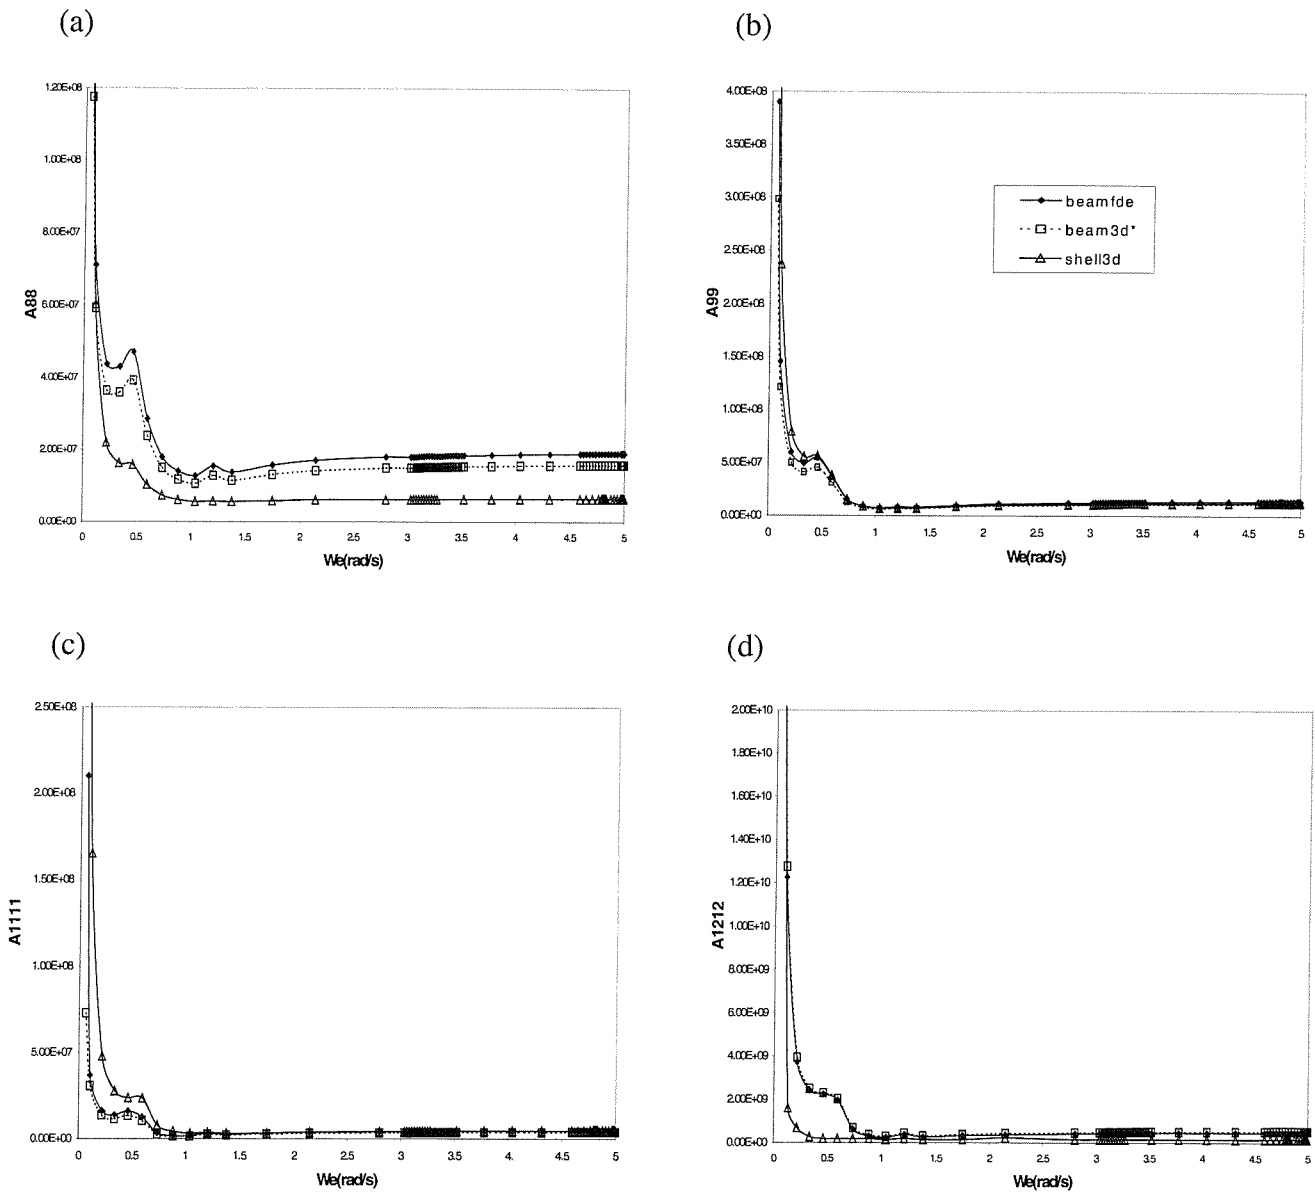 (a)
1.20E+08
1.00E+08
8.00E+07
6.00E+07
4.00E+07
2.00E+07
0.00E+00
A88
0 0.5 1 1.5 2 2.5 3 3.5 4 4.5 5
We(rad/s)
(b)
4.00E+08
3.50E+08
3.00E+08
2.50E+08
2.00E+08
1.50E+08
1.00E+08
5.00E+07
0.00E+00
A99
beamfde
beam3d*
shell3d
0 0.5 1 1.5 2 2.5 3 3.5 4 4.5 5
We(rad/s)
(c)
2.50E+08
2.00E+08
1.50E+08
1.00E+08
5.00E+07
0.00E+00
A1111
0 0.5 1 1.5 2 2.5 3 3.5 4 4.5 5
We(rad/s)
(d)
2.00E+10
1.80E+10
1.60E+10
1.40E+10
1.20E+10
1.00E+10
8.00E+09
6.00E+09
4.00E+09
2.00E+09
0.00E+00
A1212
0 0.5 1 1.5 2 2.5 3 3.5 4 4.5 5
We(rad/s)